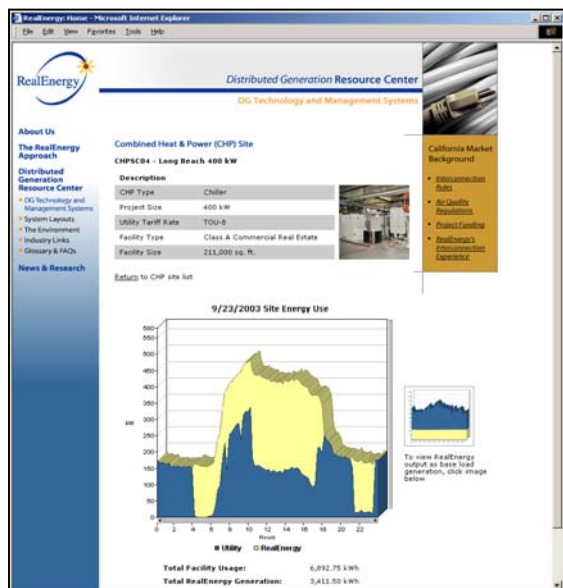 RealEnergy: Home - Microsoft Internet Explorer
File Edit View Favorites Tools Help
RealEnergy
Distributed Generation Resource Center
DG Technology and Management Systems
About Us
The RealEnergy
Approach
Distributed
Generation
Resource Center
DG Technology and
Management Systems
System Layouts
The Environment
Industry Links
Glossary & FAQs
News & Research
Combined Heat & Power (CHP) Site
CHPSC04 - Long Beach 400 kW
Description
CHP Type Chiller
Project Size 400 kW
Utility Tariff Rate TOU-8
Facility Type Class A Commercial Real Estate
Facility Size 211,000 sq. ft.
Return to CHP site list
California Market
Background
Interconnection
Rules
Air Quality
Regulations
Project Funding
RealEnergy's
Interconnection
Experience
9/23/2003 Site Energy Use
550
500
450
400
350
300
250
200
150
100
50
0
kW
0 2 4 6 8 10 12 14 16 18 20 22
Hours
Utility RealEnergy
To view RealEnergy
output as base load
generation, click image
below
Total Facility Usage: 6,892.75 kWh
Total RealEnergy Generation: 3,411.50 kWh